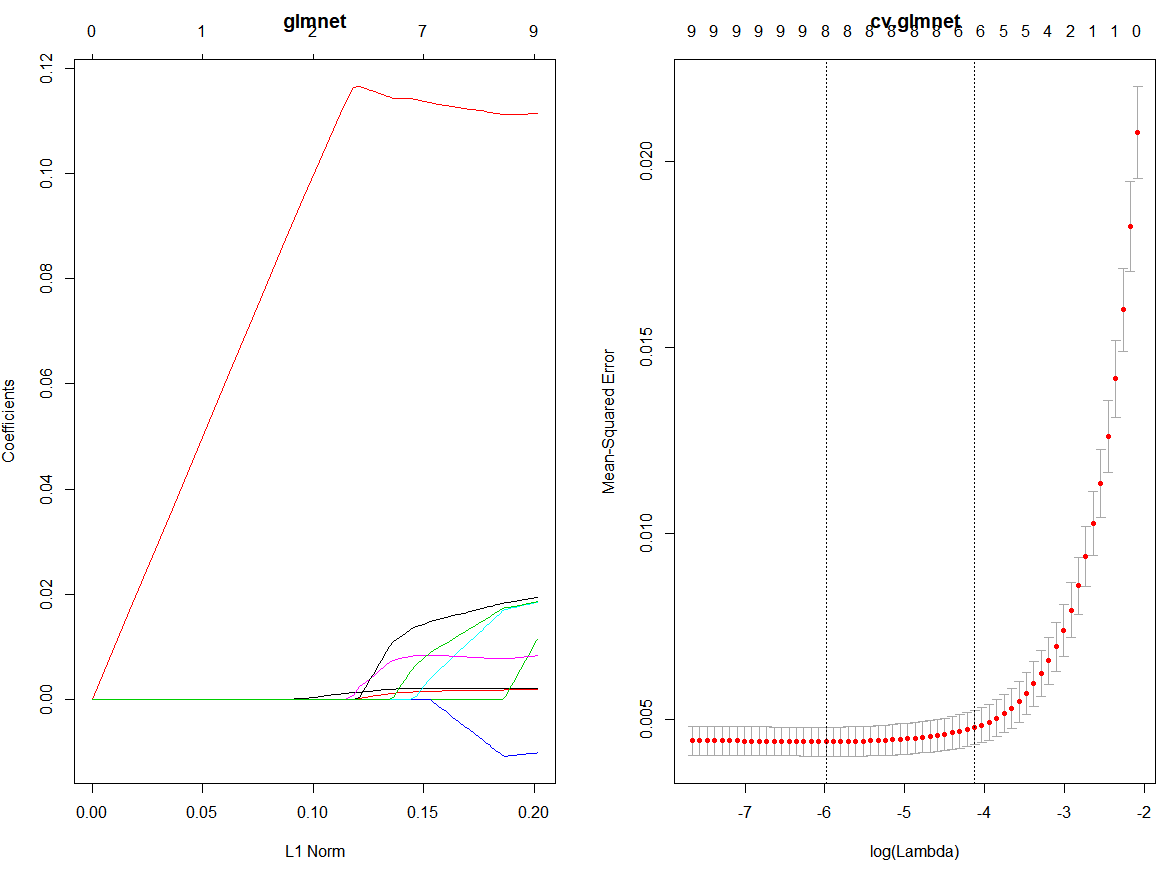 glmnet
0 1 2 7 9
Coefficients
0.12
0.10
0.08
0.06
0.04
0.02
0.00
0.00 0.05 0.10 0.15 0.20
L1 Norm
cv.glmnet
9 9 9 9 9 9 8 8 8 8 8 8 6 6 5 5 4 2 1 1 0
Mean-Squared Error
0.020
0.015
0.010
0.005
-7 -6 -5 -4 -3 -2
log(Lambda)